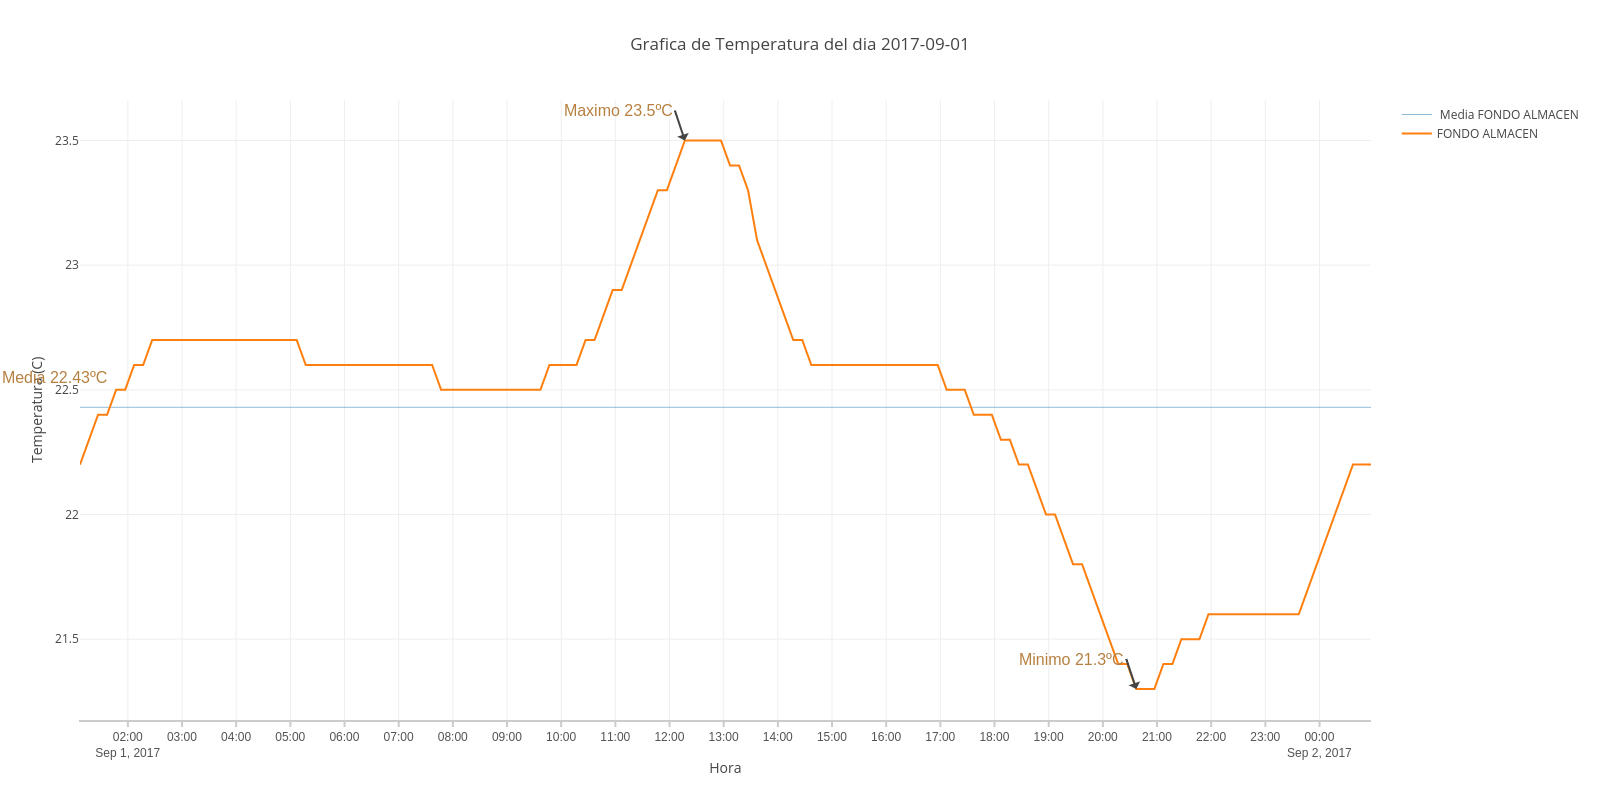 Grafica de Temperatura del dia 2017-09-01
Maximo 23.5ºC
Media FONDO ALMACEN
FONDO ALMACEN
23.5
23
Media 22.43ºC
22.5
Temperatura(C)
22
21.5
Minimo 21.3ºC
02:00 03:00 04:00 05:00 06:00 07:00 08:00 09:00 10:00 11:00 12:00 13:00 14:00 15:00 16:00 17:00 18:00 19:00 20:00 21:00 22:00 23:00 00:00
Sep 1, 2017 Sep 2, 2017
Hora